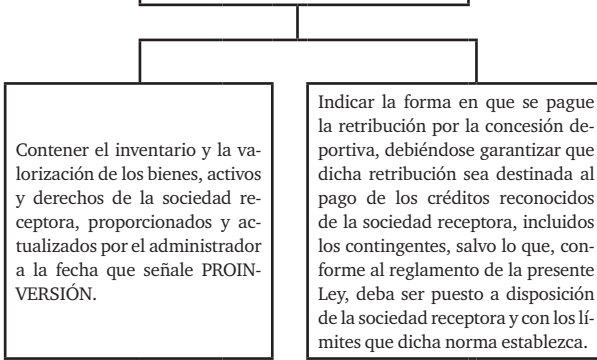 Contener el inventario y la va-
lorización de los bienes, activos
y derechos de la sociedad re-
ceptora, proporcionados y ac-
tualizados por el administrador
a la fecha que señale PROIN-
VERSIÓN.
Indicar la forma en que se pague
la retribución por la concesión de-
portiva, debiéndose garantizar que
dicha retribución sea destinada al
pago de los créditos reconocidos
de la sociedad receptora, incluidos
los contingentes, salvo lo que, con-
forme al reglamento de la presente
Ley, deba ser puesto a disposición
de la sociedad receptora y con los lí-
mites que dicha norma establezca.